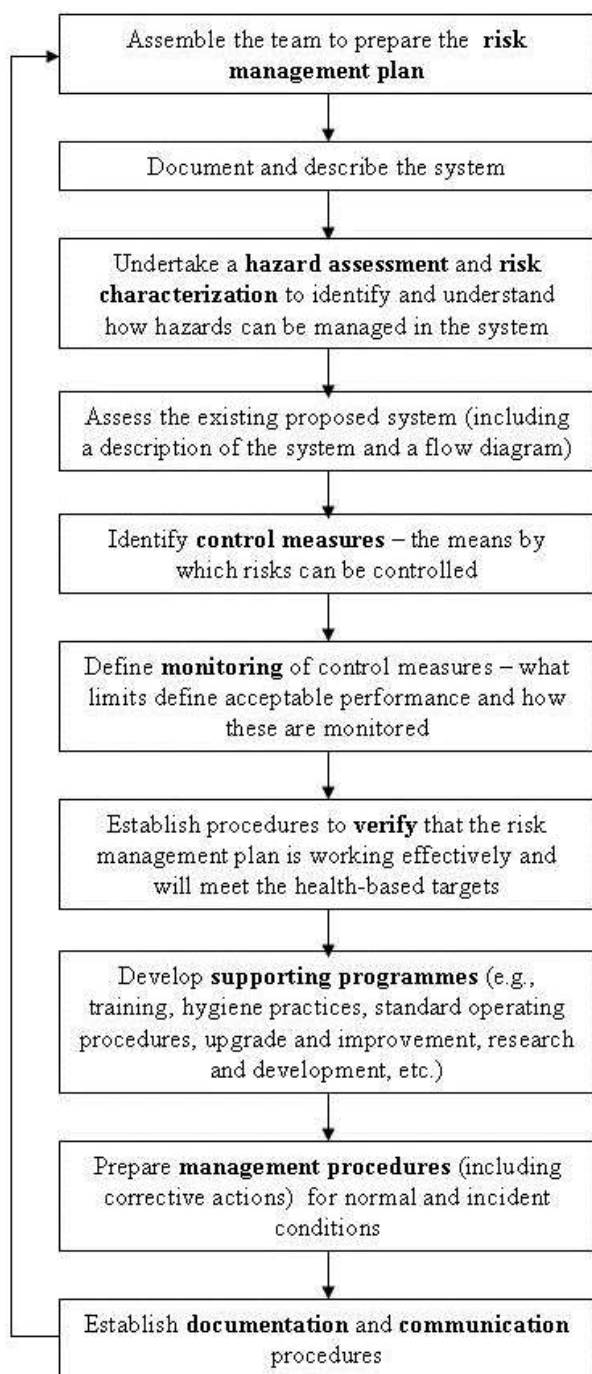 Assemble the team to prepare the risk
management plan
Document and describe the system
Undertake a hazard assessment and risk
characterization to identify and understand
how hazards can be managed in the system
Assess the existing proposed system (including
a description of the system and a flow diagram)
Identify control measures – the means by
which risks can be controlled
Define monitoring of control measures – what
limits define acceptable performance and how
these are monitored
Establish procedures to verify that the risk
management plan is working effectively and
will meet the health-based targets
Develop supporting programmes (e.g.,
training, hygiene practices, standard operating
procedures, upgrade and improvement, research
and development, etc.)
Prepare management procedures (including
corrective actions) for normal and incident
conditions
Establish documentation and communication
procedures